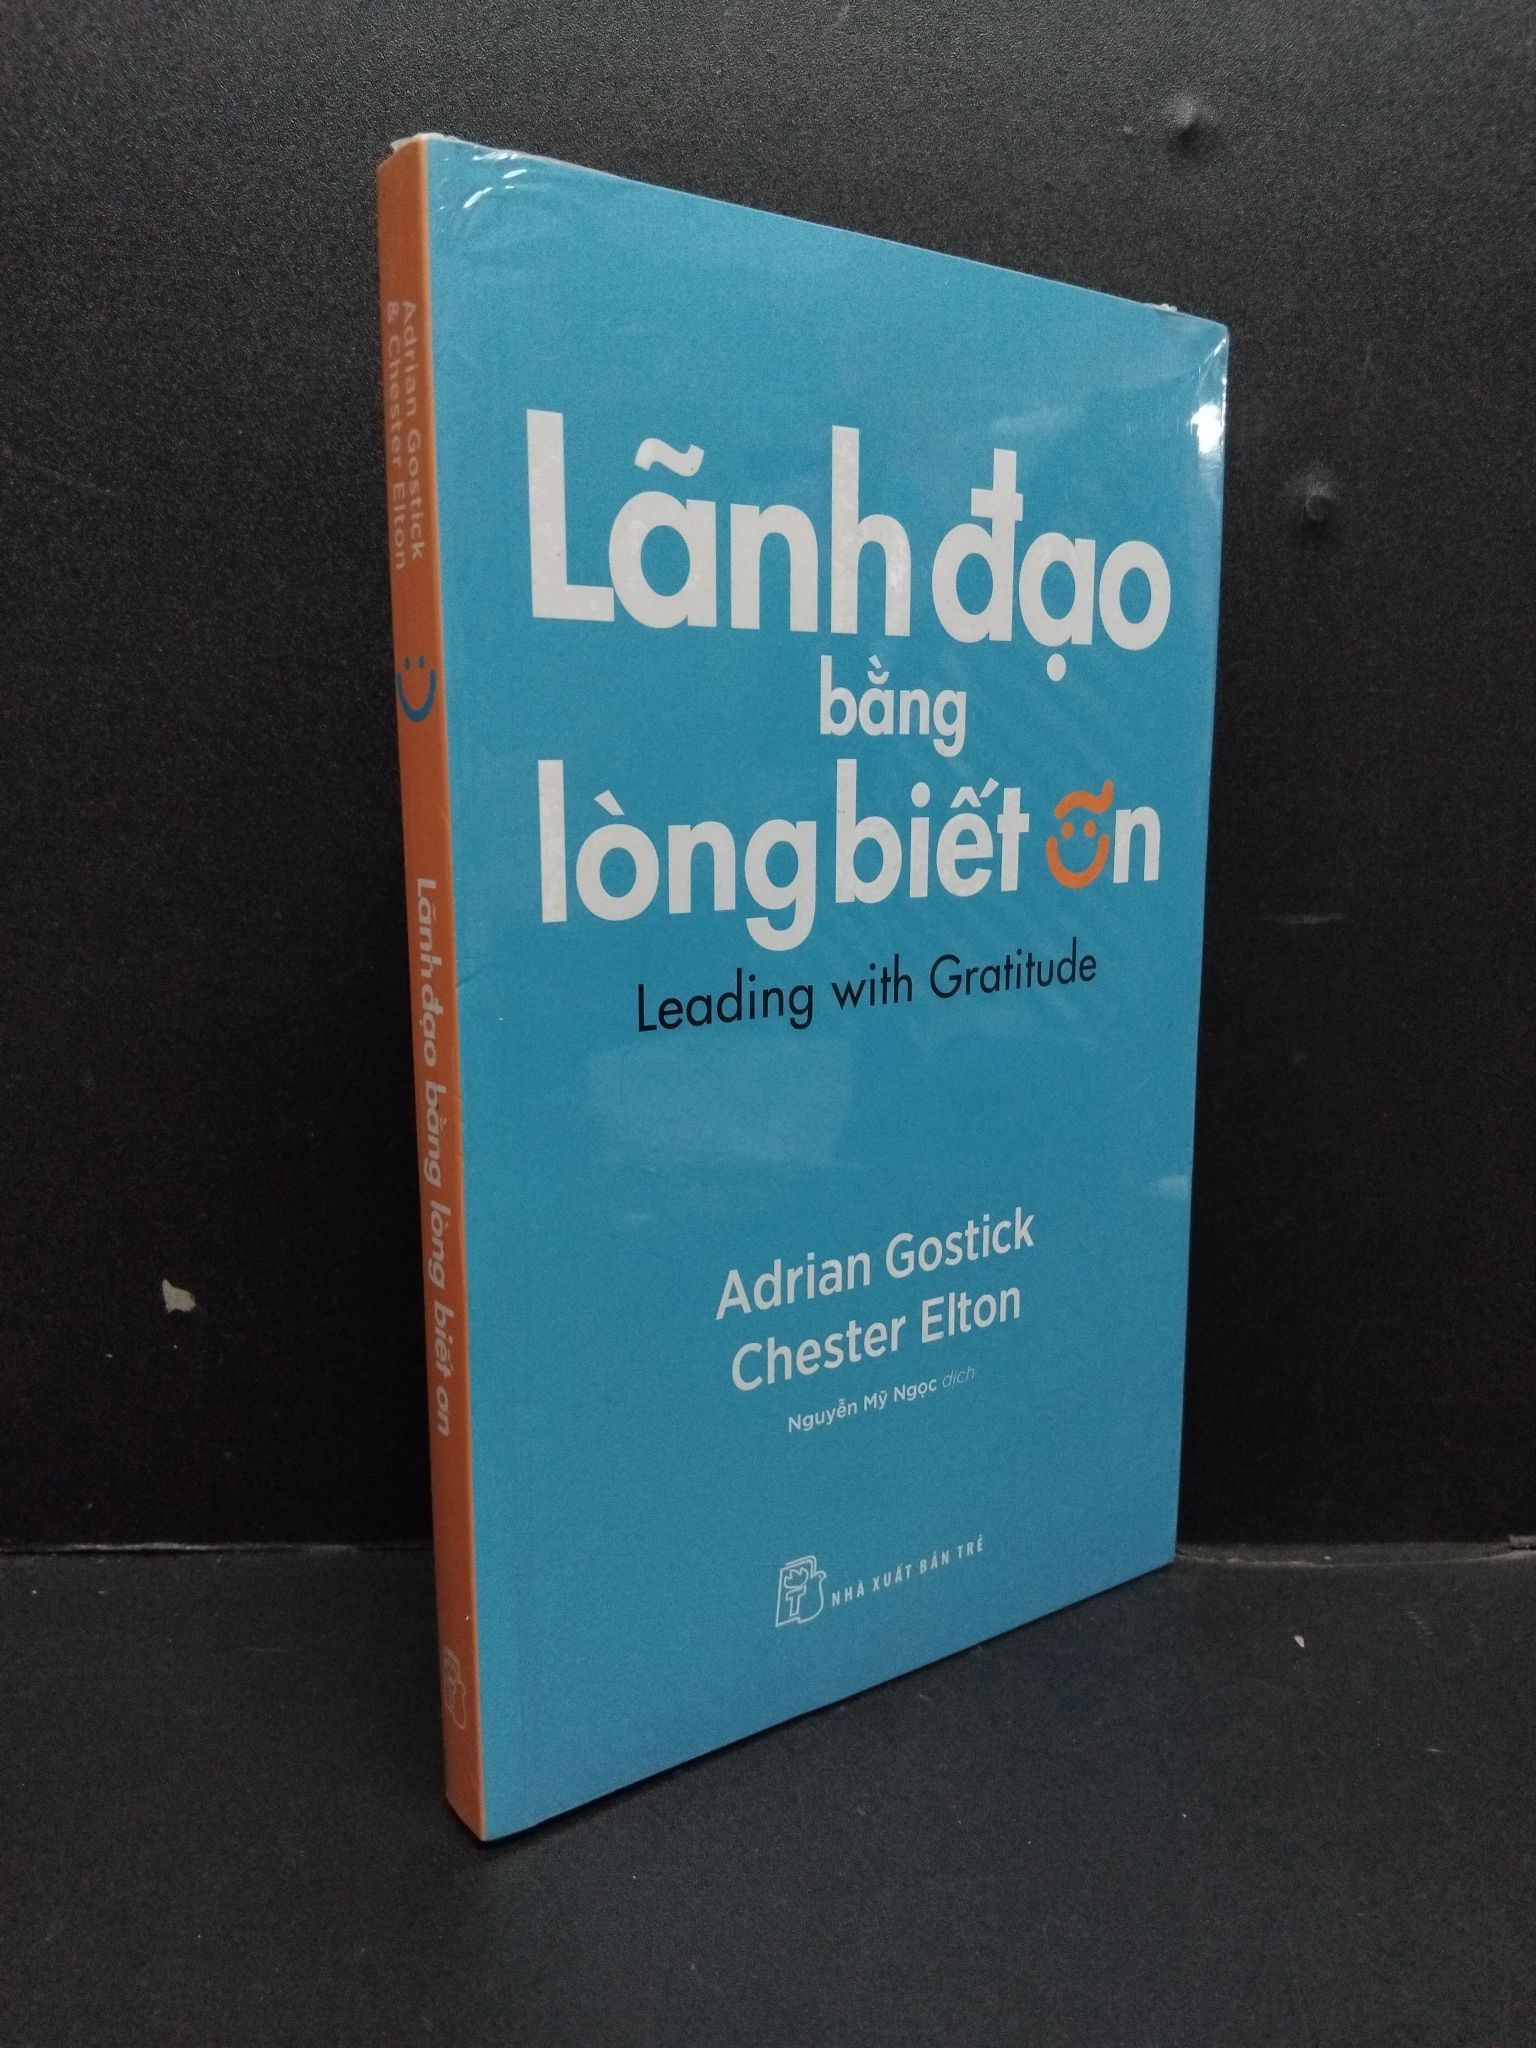 Adrian Gostick
& Chester Elton
Lãnh đạo bằng lòng biết ơn
Lãnh đạo
bằng
lòng biết ơn
Leading with Gratitude
Adrian Gostick
Chester Elton
Nguyễn Mỹ Ngọc dịch
NHÀ XUẤT BẢN TRẺ